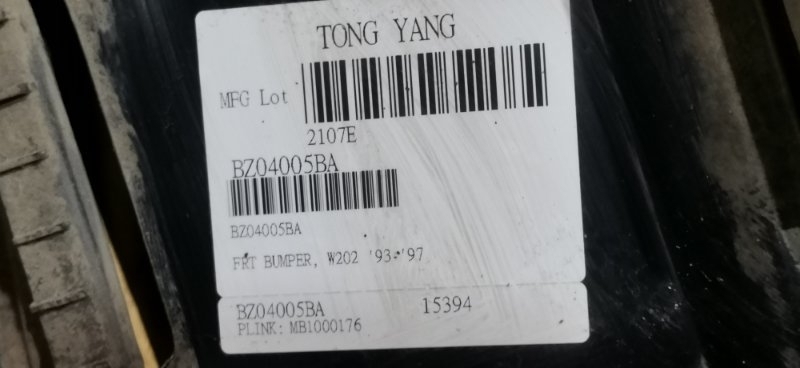 TONG YANG
MFG Lot
2107E
BZ04005BA
BZ04005BA
FRT BUMPER, W202 '93-'97
BZ04005BA 15394
PLINK: MB1000176